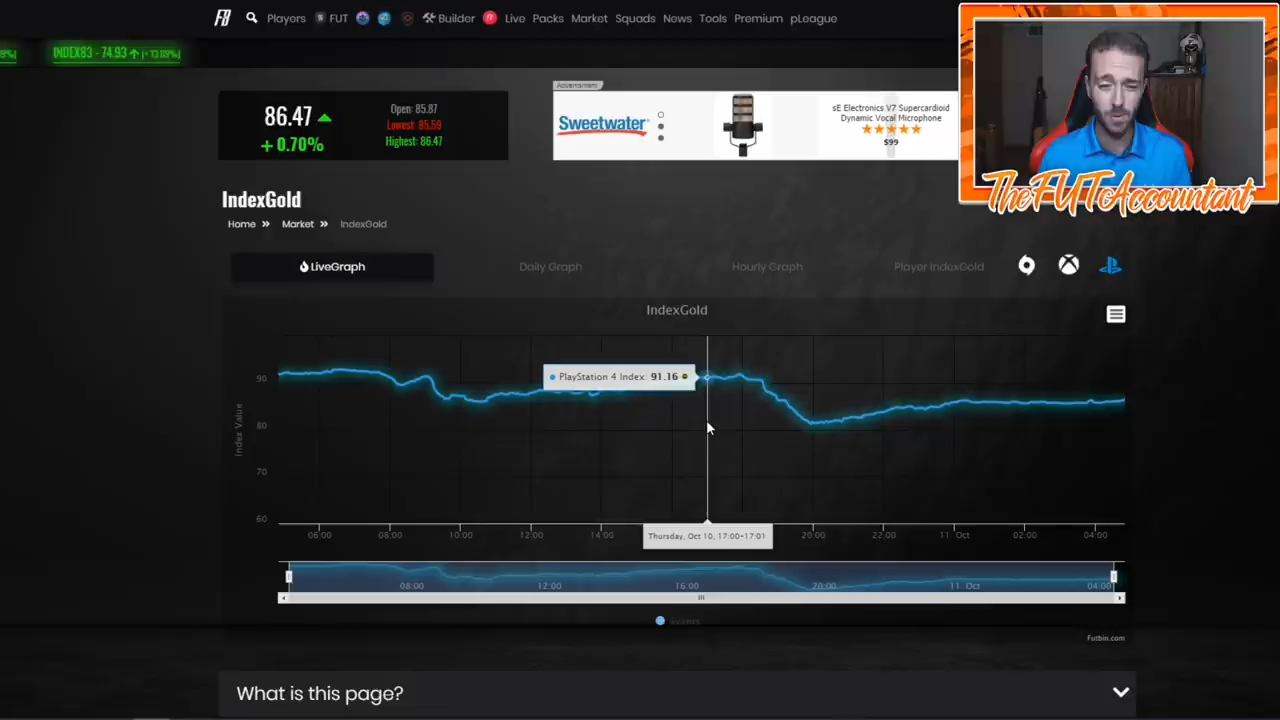 FB Players FUT Builder Live Packs Market Squads News Tools Premium pLeague
INDEX83 - 74.93
86.47
+ 0.70%
Open: 85.87
Lowest: 85.59
Highest: 86.47
Advertisment
Sweetwater
sE Electronics V7 Supercardioid
Dynamic Vocal Microphone
$99
TheFUTAccountant
IndexGold
Home » Market » IndexGold
LiveGraph
Daily Graph
Hourly Graph
Player IndexGold
IndexGold
PlayStation 4 Index: 91.16
Index Value
90
80
70
60
06:00 08:00 10:00 12:00 14:00 20:00 22:00 11 Oct 02:00 04:00
Thursday, Oct 10, 17:00-17:01
08:00 12:00 16:00 20:00 11. Oct 04:00
Events
Futbin.com
What is this page?